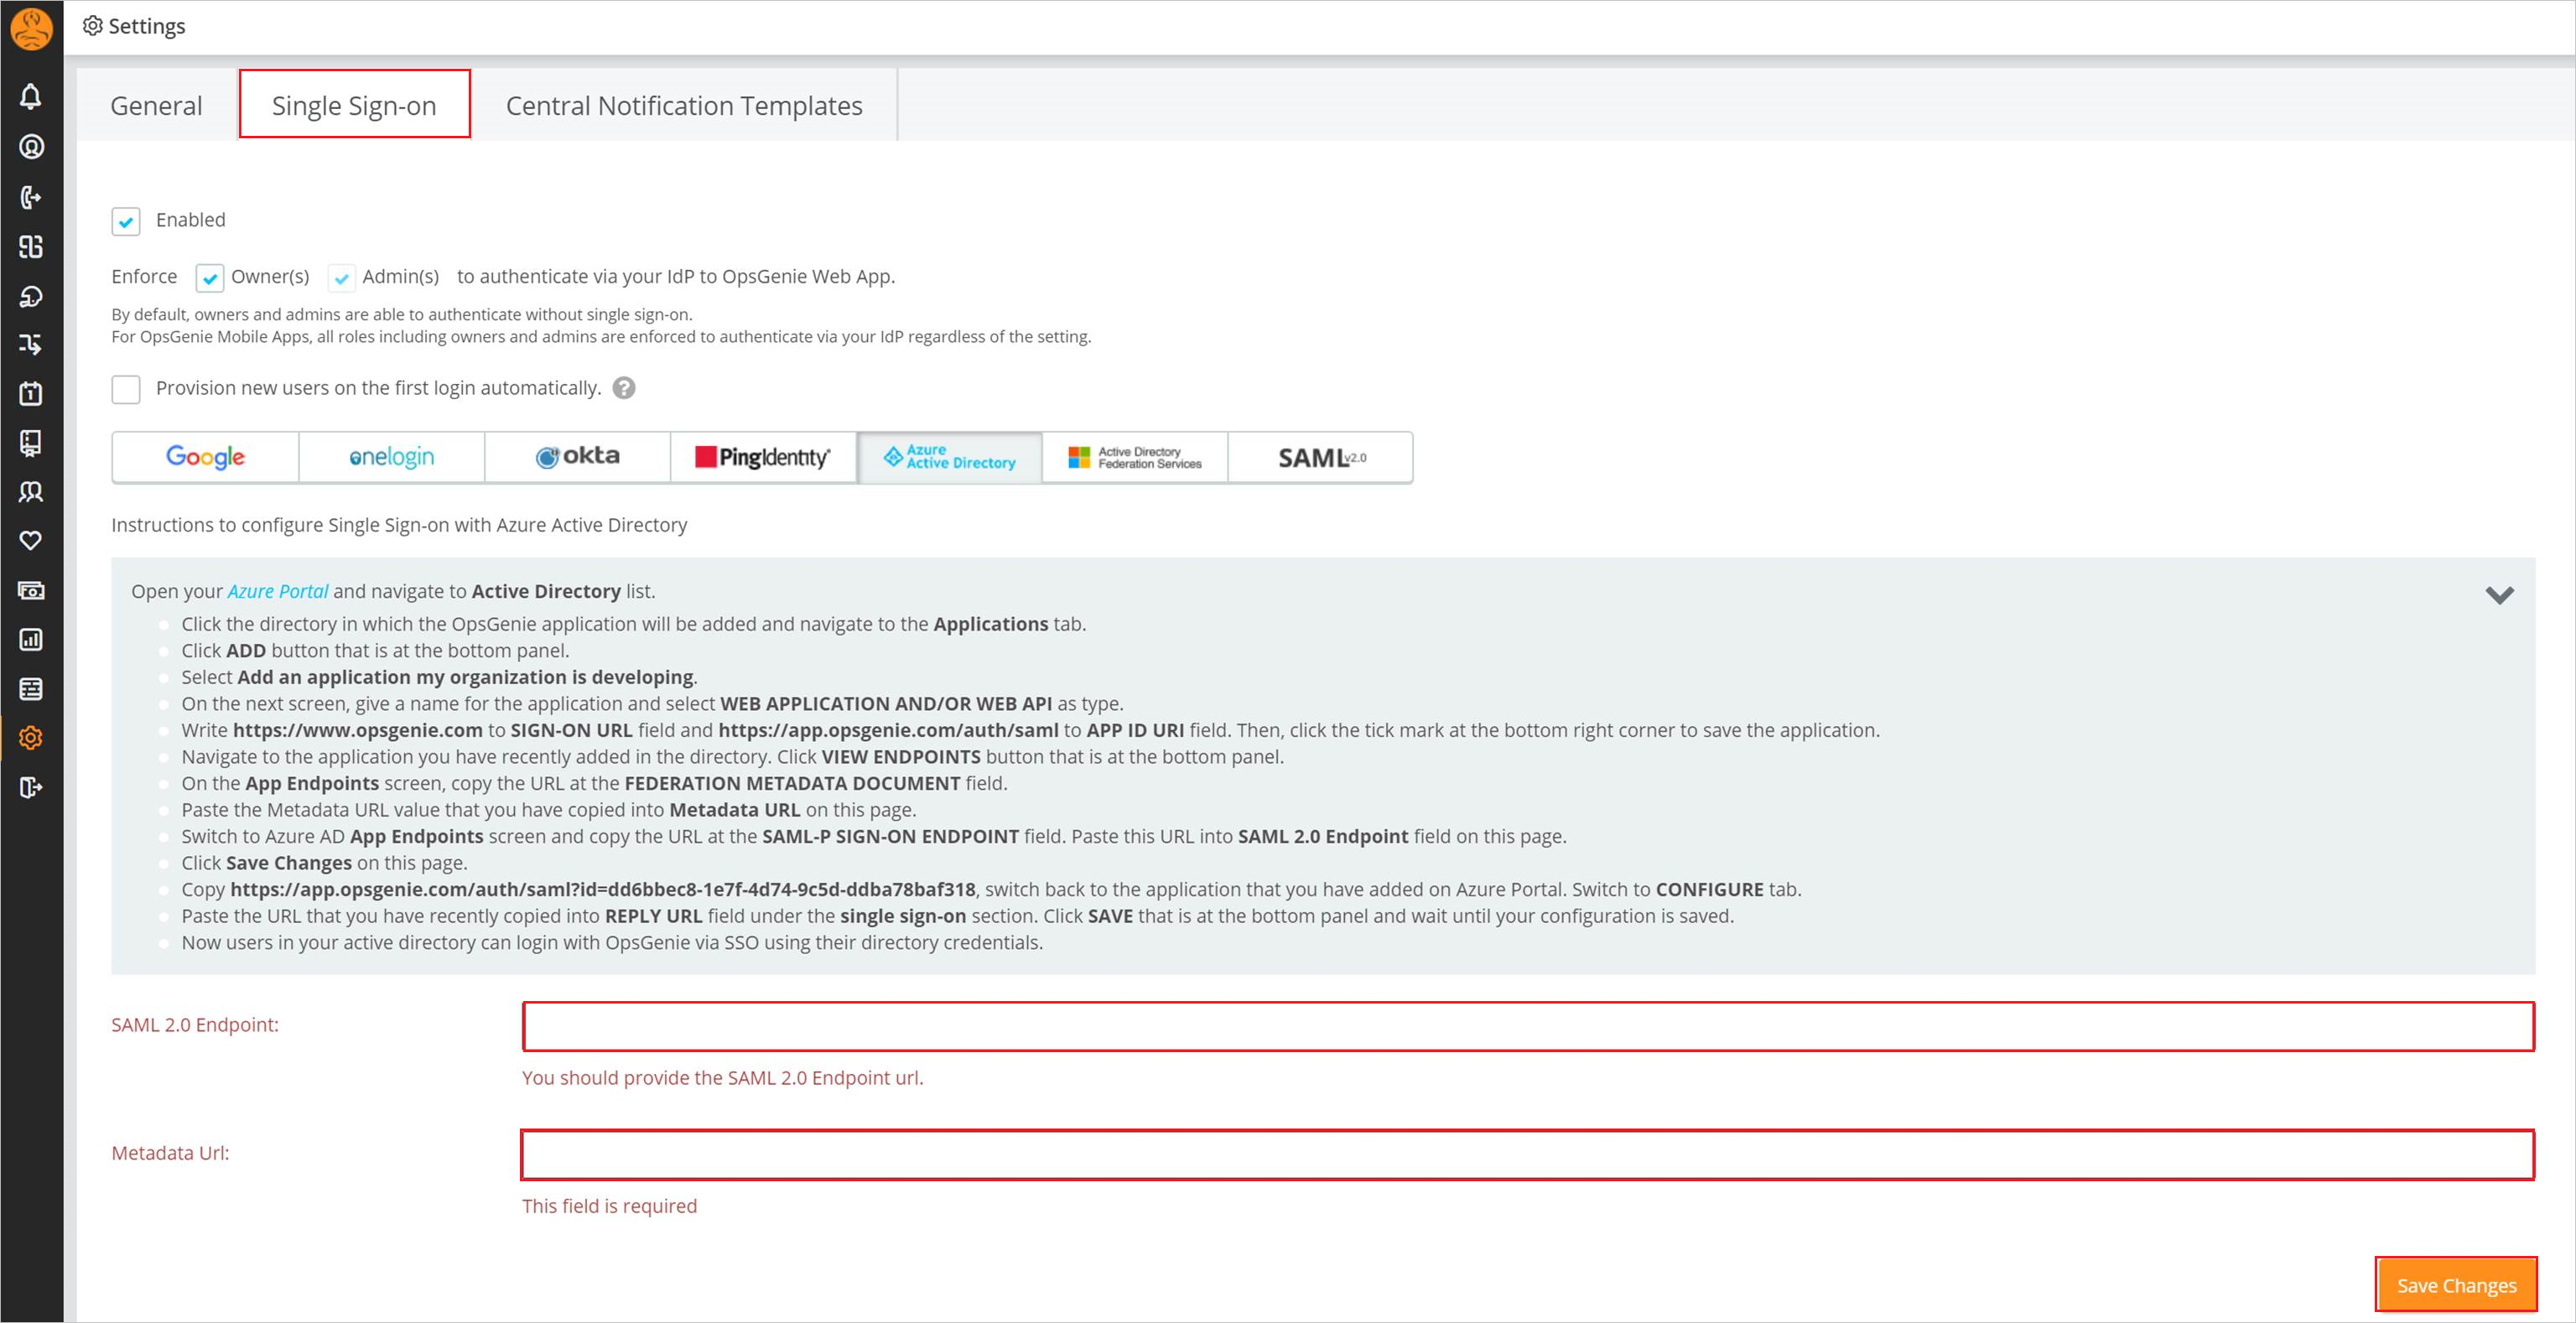 Settings
General
Single Sign-on
Central Notification Templates
Enabled
Enforce Owner(s) Admin(s) to authenticate via your IdP to OpsGenie Web App.
By default, owners and admins are able to authenticate without single sign-on.
For OpsGenie Mobile Apps, all roles including owners and admins are enforced to authenticate via your IdP regardless of the setting.
Provision new users on the first login automatically. ?
Google
onelogin
okta
PingIdentity®
Azure
Active Directory
Active Directory
Federation Services
SAML v2.0
Instructions to configure Single Sign-on with Azure Active Directory
Open your Azure Portal and navigate to Active Directory list.
Click the directory in which the OpsGenie application will be added and navigate to the Applications tab.
Click ADD button that is at the bottom panel.
Select Add an application my organization is developing.
On the next screen, give a name for the application and select WEB APPLICATION AND/OR WEB API as type.
Write https://www.opsgenie.com to SIGN-ON URL field and https://app.opsgenie.com/auth/saml to APP ID URI field. Then, click the tick mark at the bottom right corner to save the application.
Navigate to the application you have recently added in the directory. Click VIEW ENDPOINTS button that is at the bottom panel.
On the App Endpoints screen, copy the URL at the FEDERATION METADATA DOCUMENT field.
Paste the Metadata URL value that you have copied into Metadata URL on this page.
Switch to Azure AD App Endpoints screen and copy the URL at the SAML-P SIGN-ON ENDPOINT field. Paste this URL into SAML 2.0 Endpoint field on this page.
Click Save Changes on this page.
Copy https://app.opsgenie.com/auth/saml?id=dd6bbec8-1e7f-4d74-9c5d-ddba78baf318, switch back to the application that you have added on Azure Portal. Switch to CONFIGURE tab.
Paste the URL that you have recently copied into REPLY URL field under the single sign-on section. Click SAVE that is at the bottom panel and wait until your configuration is saved.
Now users in your active directory can login with OpsGenie via SSO using their directory credentials.
SAML 2.0 Endpoint:
You should provide the SAML 2.0 Endpoint url.
Metadata Url:
This field is required
Save Changes